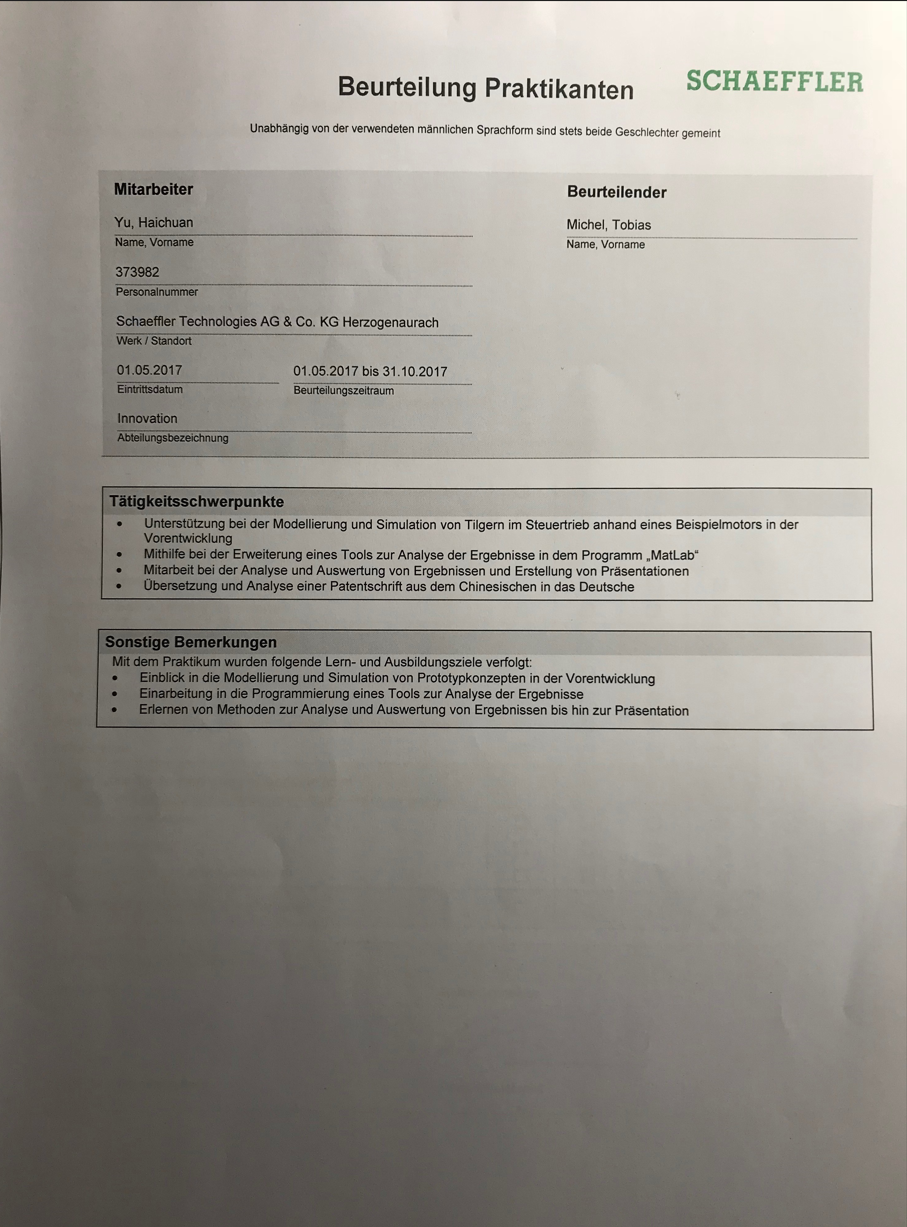 Beurteilung Praktikanten
SCHAEFFLER
Unabhängig von der verwendeten männlichen Sprachform sind stets beide Geschlechter gemeint
Mitarbeiter
Beurteilender
Yu, Haichuan
Michel, Tobias
Name, Vorname
Name, Vorname
373982
Personalnummer
Schaeffler Technologies AG & Co. KG Herzogenaurach
Werk / Standort
01.05.2017
01.05.2017 bis 31.10.2017
Eintrittsdatum
Beurteilungszeitraum
Innovation
Abteilungsbezeichnung
Tätigkeitsschwerpunkte
• Unterstützung bei der Modellierung und Simulation von Tilgern im Steuertrieb anhand eines Beispielmotors in der
Vorentwicklung
• Mithilfe bei der Erweiterung eines Tools zur Analyse der Ergebnisse in dem Programm „MatLab“
• Mitarbeit bei der Analyse und Auswertung von Ergebnissen und Erstellung von Präsentationen
• Übersetzung und Analyse einer Patentschrift aus dem Chinesischen in das Deutsche
Sonstige Bemerkungen
Mit dem Praktikum wurden folgende Lern- und Ausbildungsziele verfolgt:
• Einblick in die Modellierung und Simulation von Prototypkonzepten in der Vorentwicklung
• Einarbeitung in die Programmierung eines Tools zur Analyse der Ergebnisse
• Erlernen von Methoden zur Analyse und Auswertung von Ergebnissen bis hin zur Präsentation